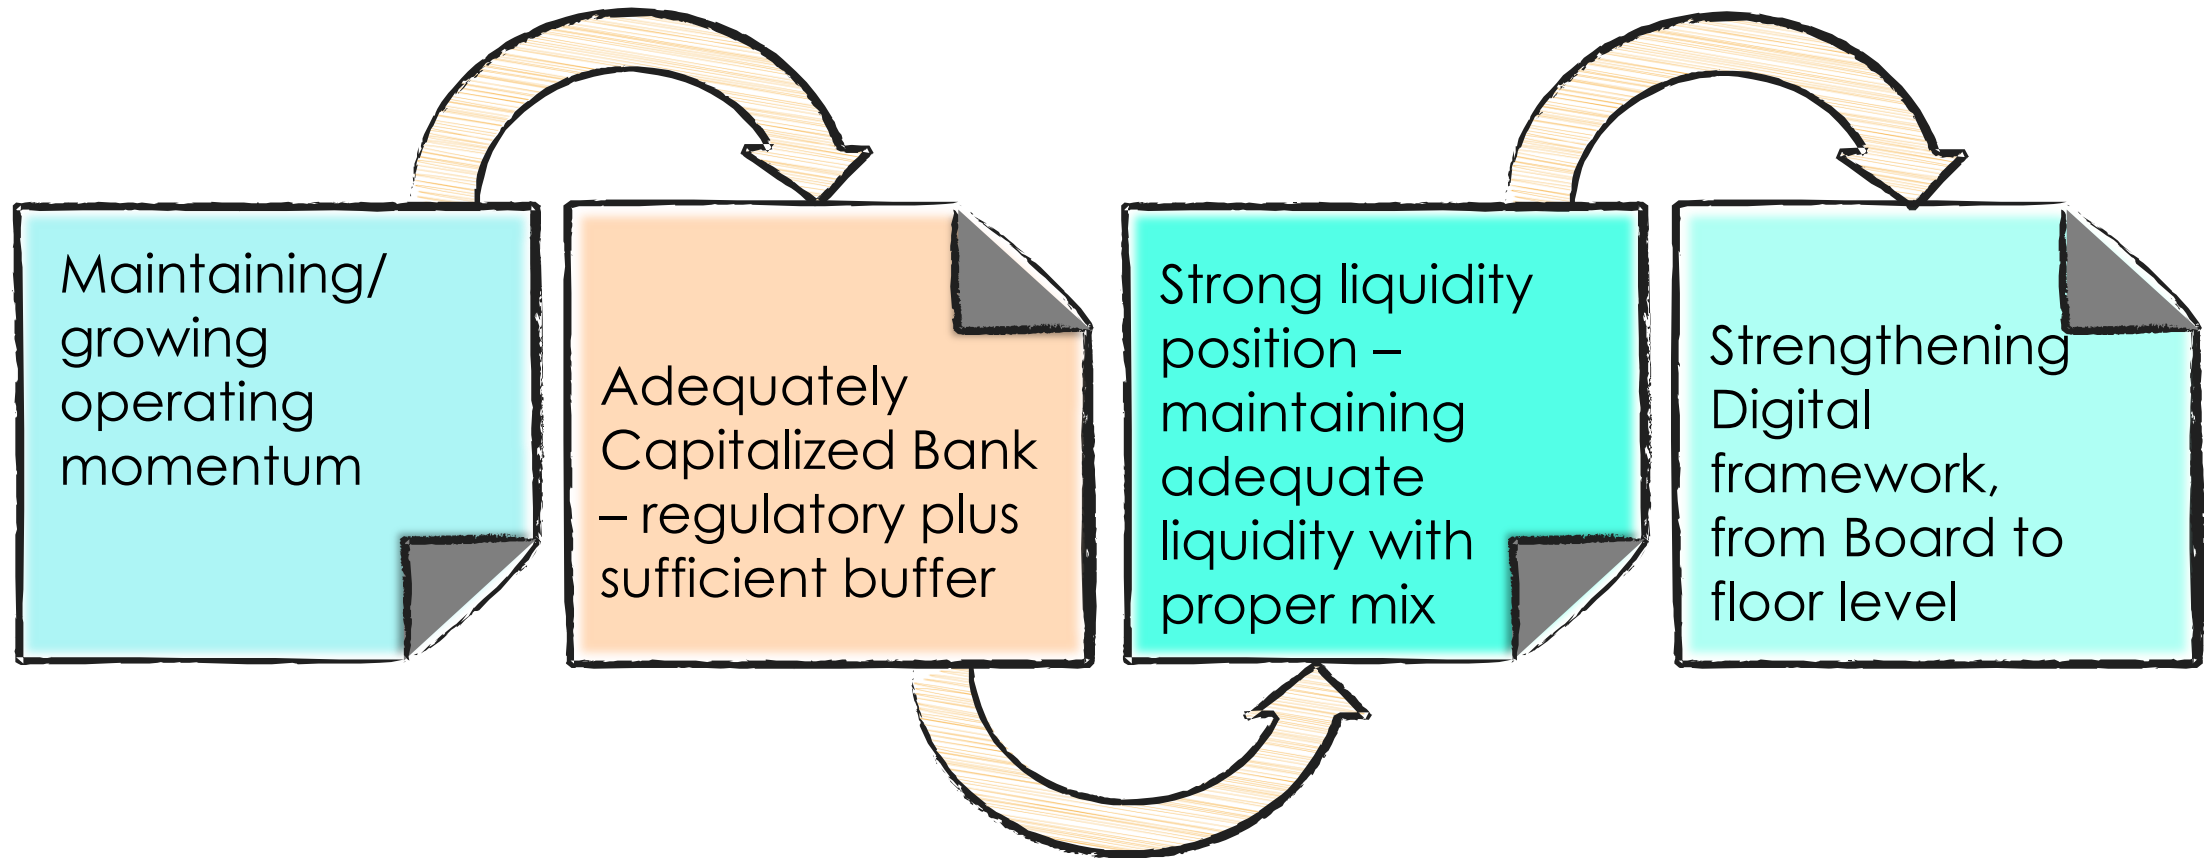 Maintaining/
growing
operating
momentum
Adequately
Capitalized Bank
– regulatory plus
sufficient buffer
Strong liquidity
position –
maintaining
adequate
liquidity with
proper mix
Strengthening
Digital
framework,
from Board to
floor level